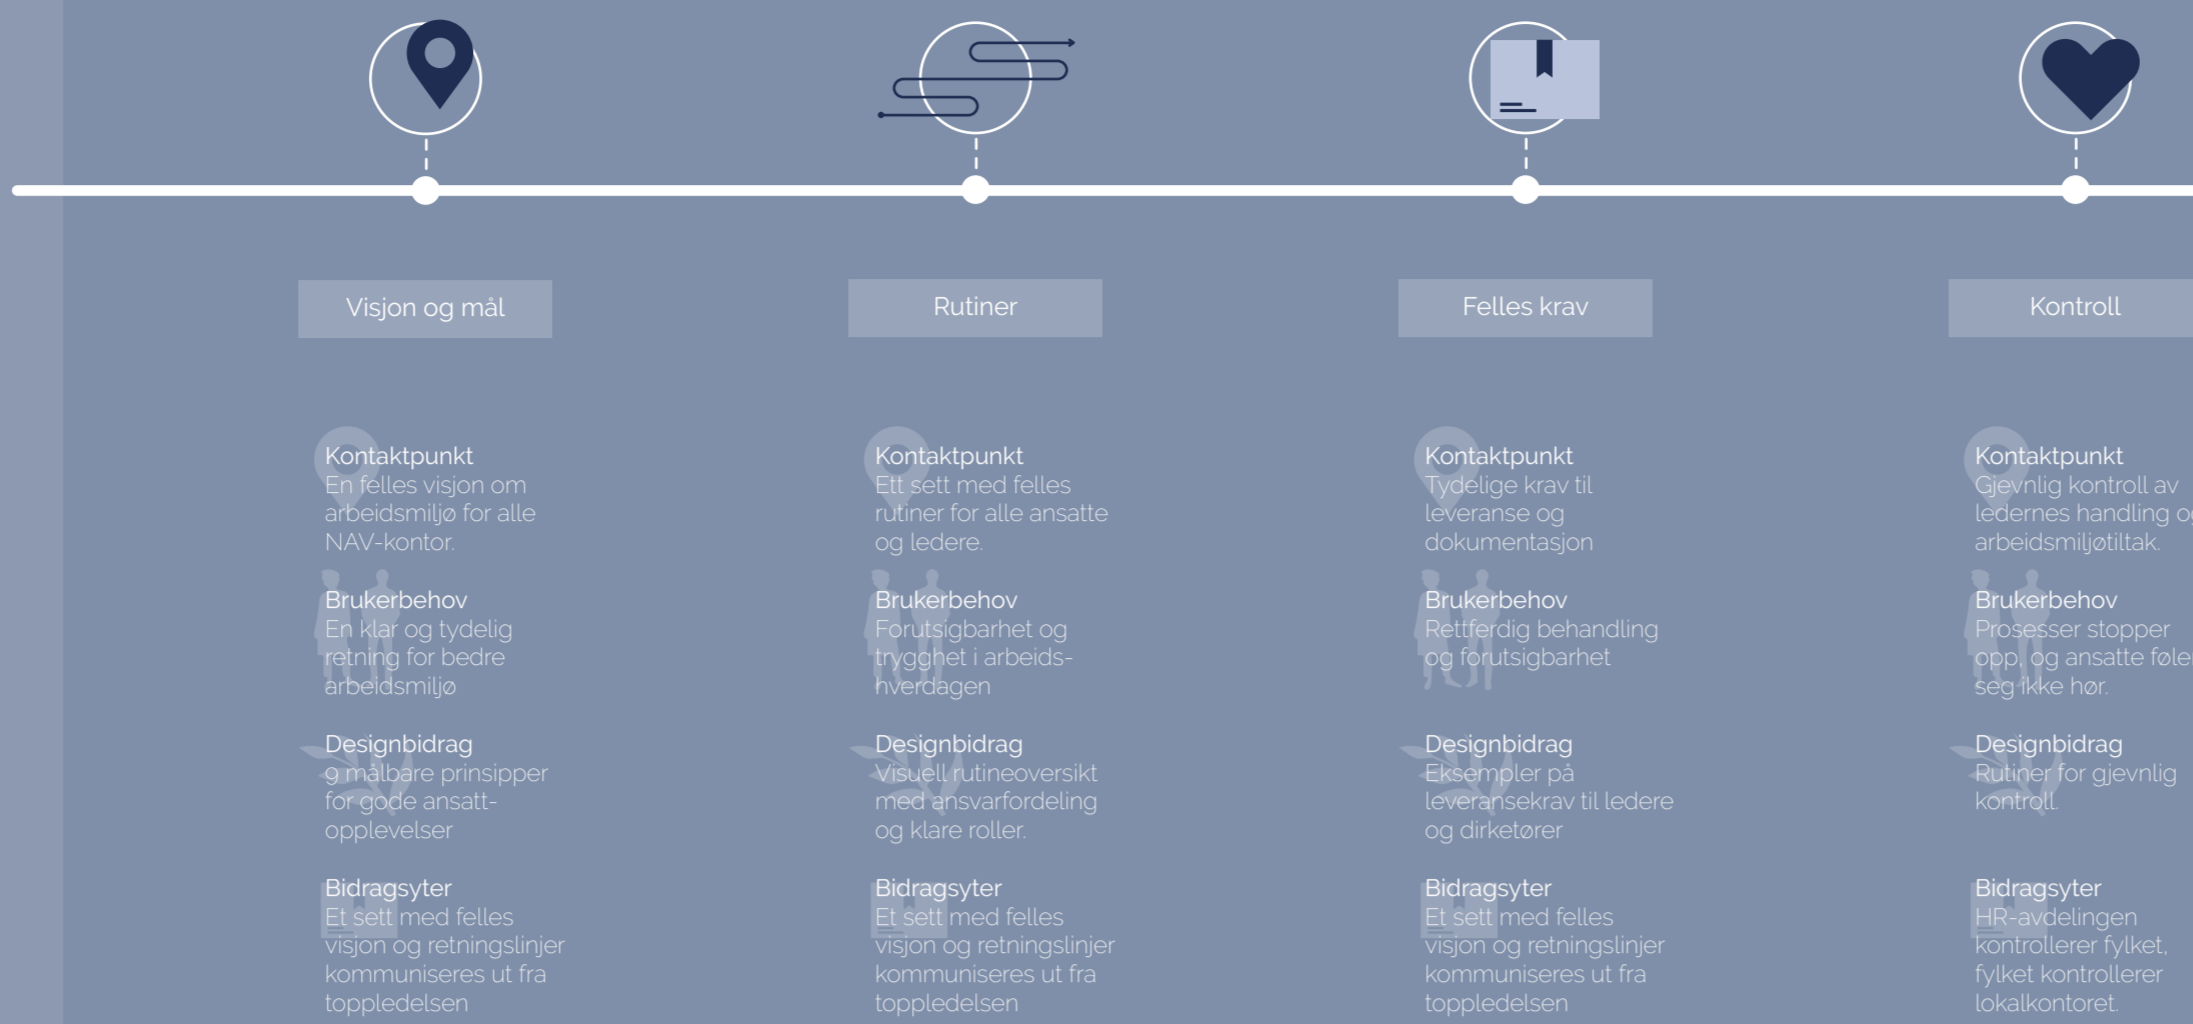 Visjon og mål
Rutiner
Felles krav
Kontroll
Kontaktpunkt
En felles visjon om
arbeidsmiljø for alle
NAV-kontor.
Brukerbehov
En klar og tydelig
retning for bedre
arbeidsmiljø
Designbidrag
9 målbare prinsipper
for gode ansatt-
opplevelser
Bidragsyter
Et sett med felles
visjon og retningslinjer
kommuniseres ut fra
toppledelsen
Kontaktpunkt
Ett sett med felles
rutiner for alle ansatte
og ledere.
Brukerbehov
Forutsigbarhet og
trygghet i arbeids-
hverdagen
Designbidrag
Visuell rutineoversikt
med ansvarfordeling
og klare roller.
Bidragsyter
Et sett med felles
visjon og retningslinjer
kommuniseres ut fra
toppledelsen
Kontaktpunkt
Tydelige krav til
leveranse og
dokumentasjon
Brukerbehov
Rettferdig behandling
og forutsigbarhet
Designbidrag
Eksempler på
leveransekrav til ledere
og dirketører
Bidragsyter
Et sett med felles
visjon og retningslinjer
kommuniseres ut fra
toppledelsen
Kontaktpunkt
Gjevnlig kontroll av
ledernes handling og
arbeidsmiljøtiltak.
Brukerbehov
Prosesser stopper
opp, og ansatte føler
seg ikke hør.
Designbidrag
Rutiner for gjevnlig
kontroll.
Bidragsyter
HR-avdelingen
kontrollerer fylket,
fylket kontrollerer
lokalkontoret.